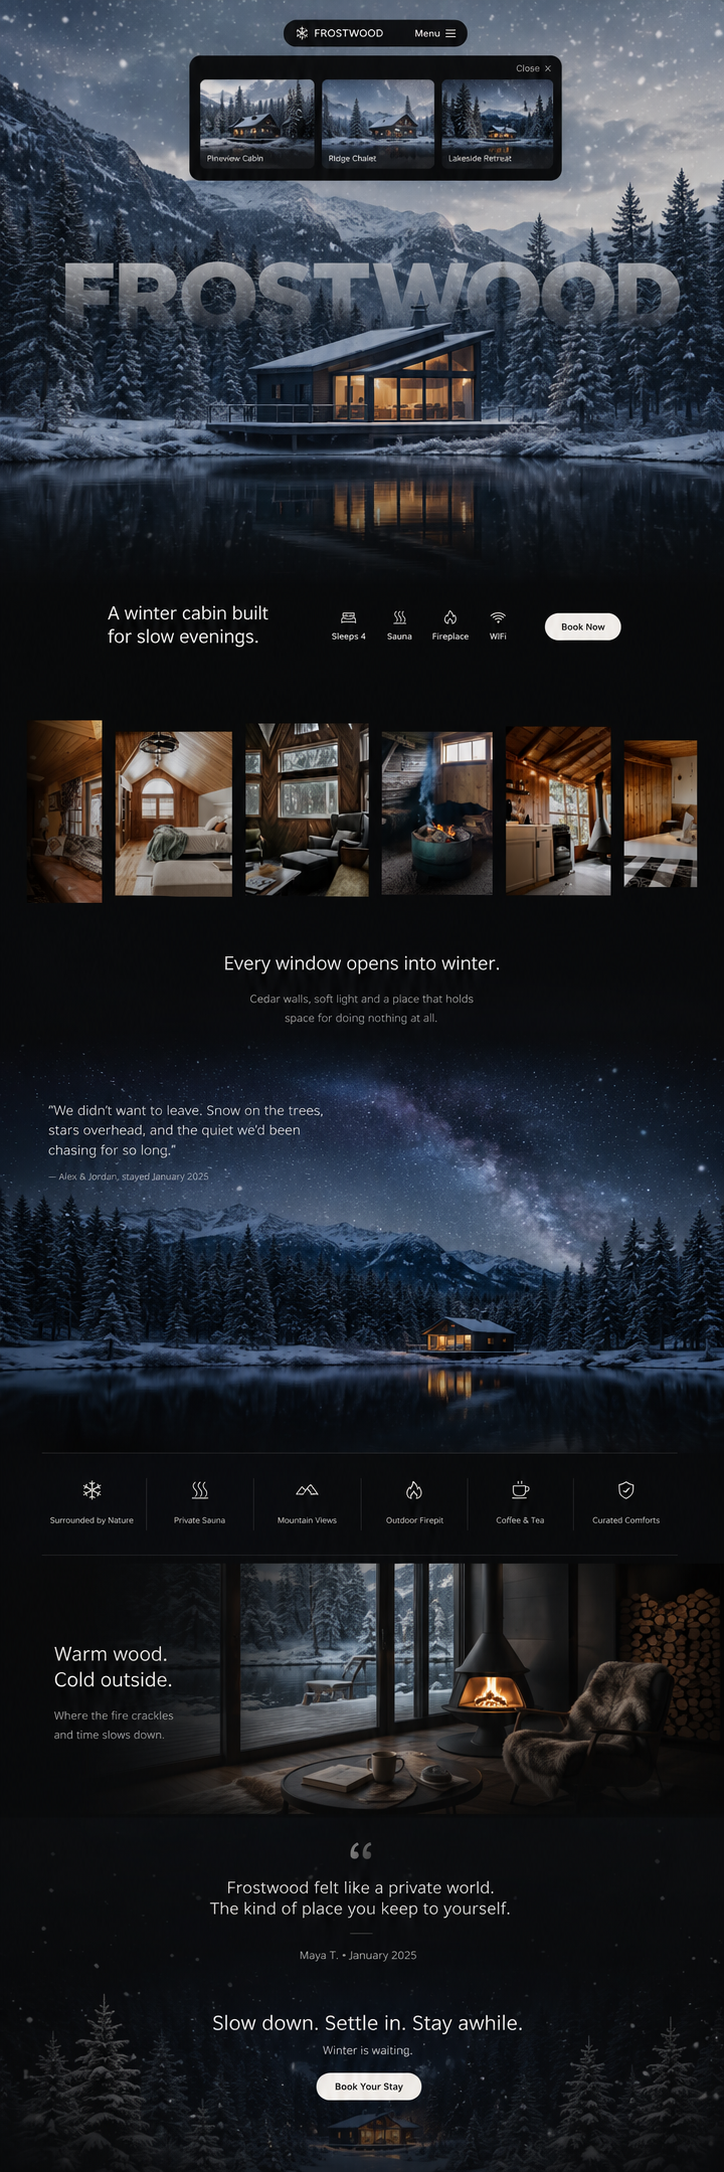 FROSTWOOD
Menu
Close X
Pineview Cabin
Ridge Chalet
Lakeside Retreat
FROSTWOOD
A winter cabin built
for slow evenings.
Sleeps 4
Sauna
Fireplace
WiFi
Book Now
Every window opens into winter.
Cedar walls, soft light and a place that holds
space for doing nothing at all.
“We didn’t want to leave. Snow on the trees,
stars overhead, and the quiet we’d been
chasing for so long.”
— Alex & Jordan, stayed January 2025
Surrounded by Nature
Private Sauna
Mountain Views
Outdoor Firepit
Coffee & Tea
Curated Comforts
Warm wood.
Cold outside.
Where the fire crackles
and time slows down.
“
Frostwood felt like a private world.
The kind of place you keep to yourself.
Maya T. • January 2025
Slow down. Settle in. Stay awhile.
Winter is waiting.
Book Your Stay